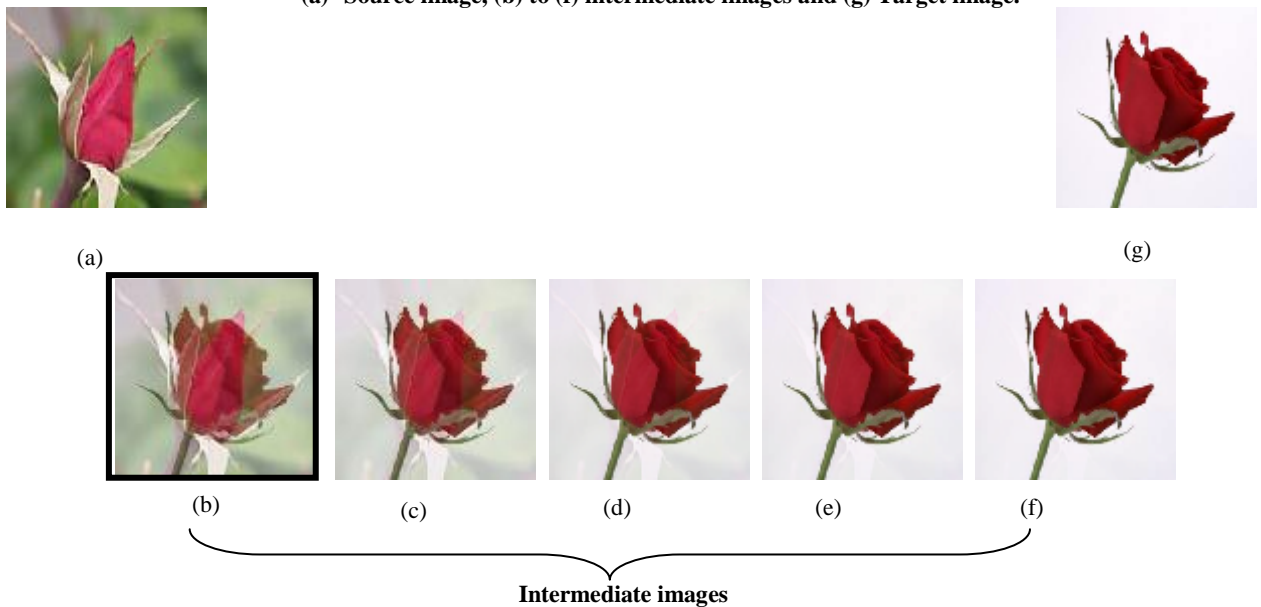 (a) Source image, (b) to (f) intermediate images and (g) Target image.
(a)
(g)
(b) (c) (d) (e) (f)
Intermediate images